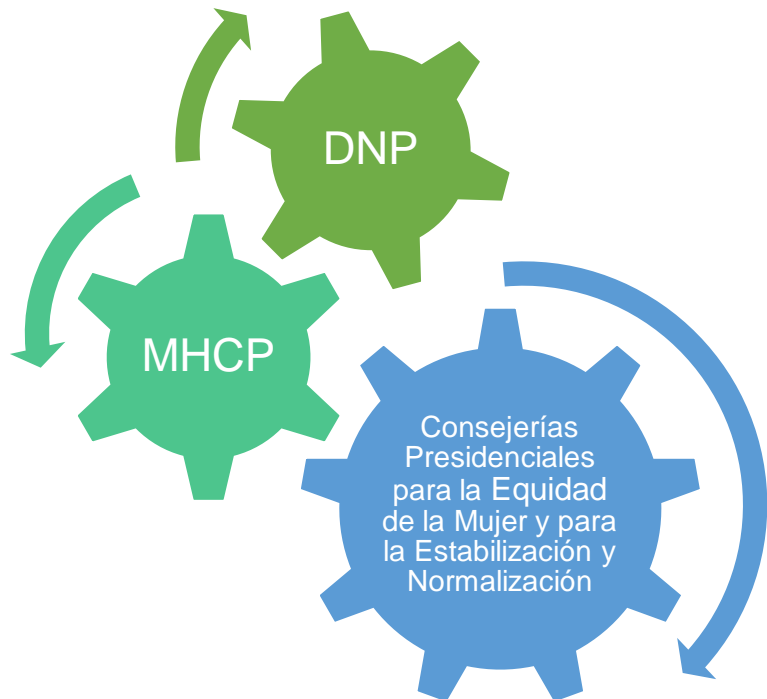 DNP
MHCP
Consejerías
Presidenciales
para la Equidad
de la Mujer y para
la Estabilización y
Normalización